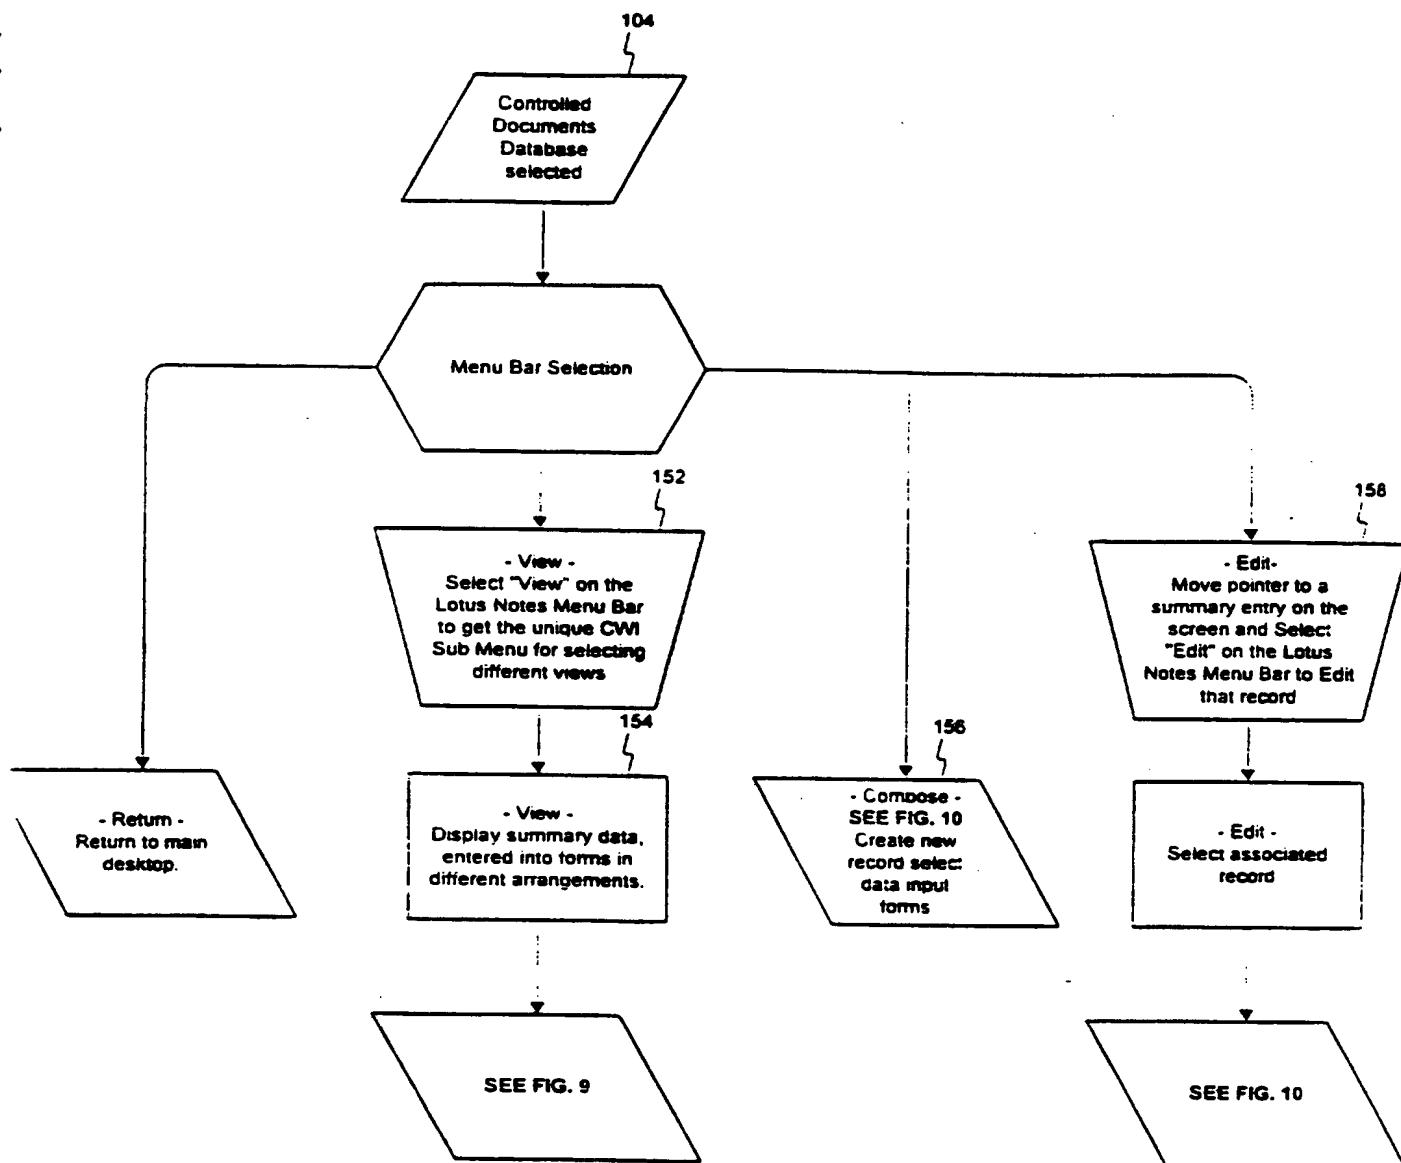 104
Controlled
Documents
Database
selected
Menu Bar Selection
152
- View -
Select "View" on the
Lotus Notes Menu Bar
to get the unique CWI
Sub Menu for selecting
different views
158
- Edit-
Move pointer to a
summary entry on the
screen and Select
"Edit" on the Lotus
Notes Menu Bar to Edit
that record
- Return -
Return to main
desktop.
154
- View -
Display summary data,
entered into forms in
different arrangements.
156
- Compose -
SEE FIG. 10
Create new
record select
data input
forms
- Edit -
Select associated
record
SEE FIG. 9
SEE FIG. 10